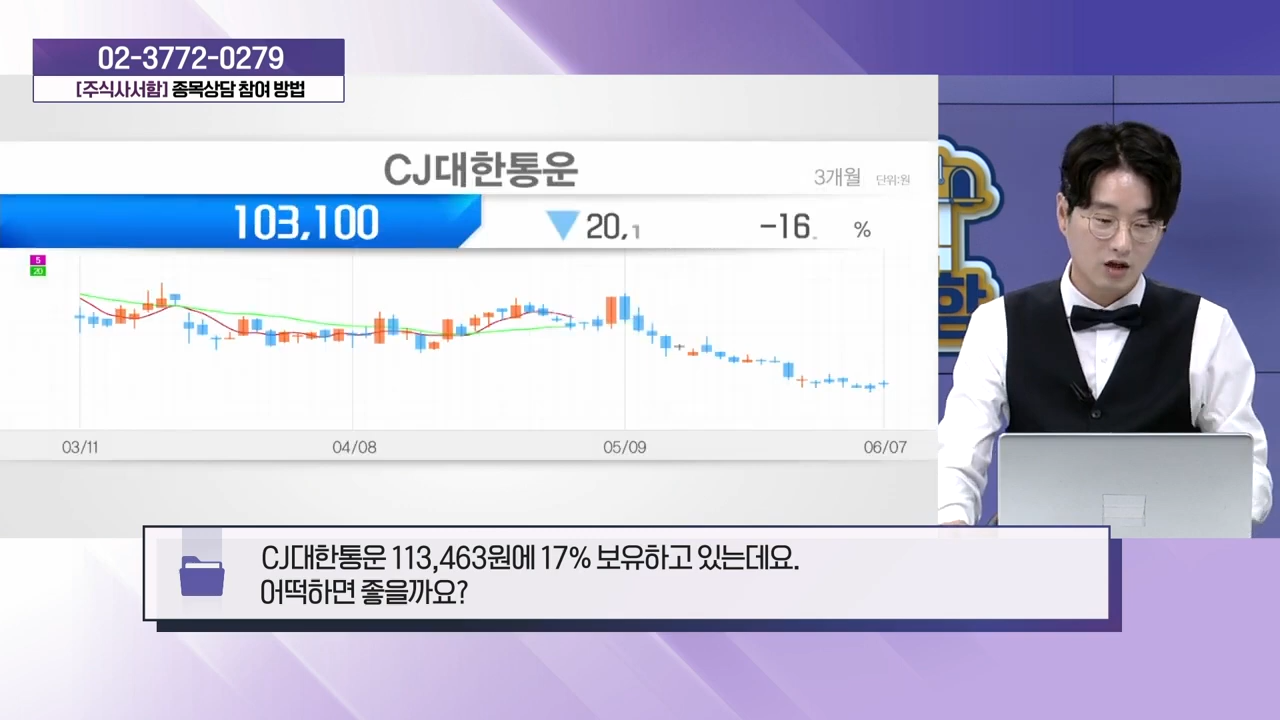 02-3772-0279
[주식사서함] 종목상담 참여 방법
CJ대한통운
3개월 단위:원
103,100 ▼20,1 -16 %
5
20
03/11 04/08 05/09 06/07
CJ대한통운 113,463원에 17% 보유하고 있는데요.
어떡하면 좋을까요?